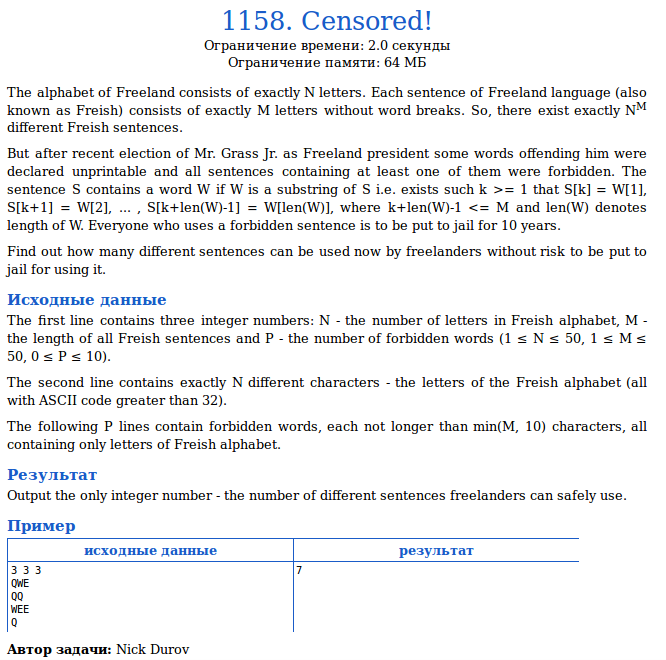 1158. Censored!
Ограничение времени: 2.0 секунды
Ограничение памяти: 64 МБ
The alphabet of Freeland consists of exactly N letters. Each sentence of Freeland language (also
known as Freish) consists of exactly M letters without word breaks. So, there exist exactly N^M
different Freish sentences.
But after recent election of Mr. Grass Jr. as Freeland president some words offending him were
declared unprintable and all sentences containing at least one of them were forbidden. The
sentence S contains a word W if W is a substring of S i.e. exists such k >= 1 that S[k] = W[1],
S[k+1] = W[2], ... , S[k+len(W)-1] = W[len(W)], where k+len(W)-1 <= M and len(W) denotes
length of W. Everyone who uses a forbidden sentence is to be put to jail for 10 years.
Find out how many different sentences can be used now by freelanders without risk to be put to
jail for using it.
Исходные данные
The first line contains three integer numbers: N - the number of letters in Freish alphabet, M -
the length of all Freish sentences and P - the number of forbidden words (1 ≤ N ≤ 50, 1 ≤ M ≤
50, 0 ≤ P ≤ 10).
The second line contains exactly N different characters - the letters of the Freish alphabet (all
with ASCII code greater than 32).
The following P lines contain forbidden words, each not longer than min(M, 10) characters, all
containing only letters of Freish alphabet.
Результат
Output the only integer number - the number of different sentences freelanders can safely use.
Пример
исходные данные результат
3 3 3 7
QWE
QQ
WEE
Q
Автор задачи: Nick Durov